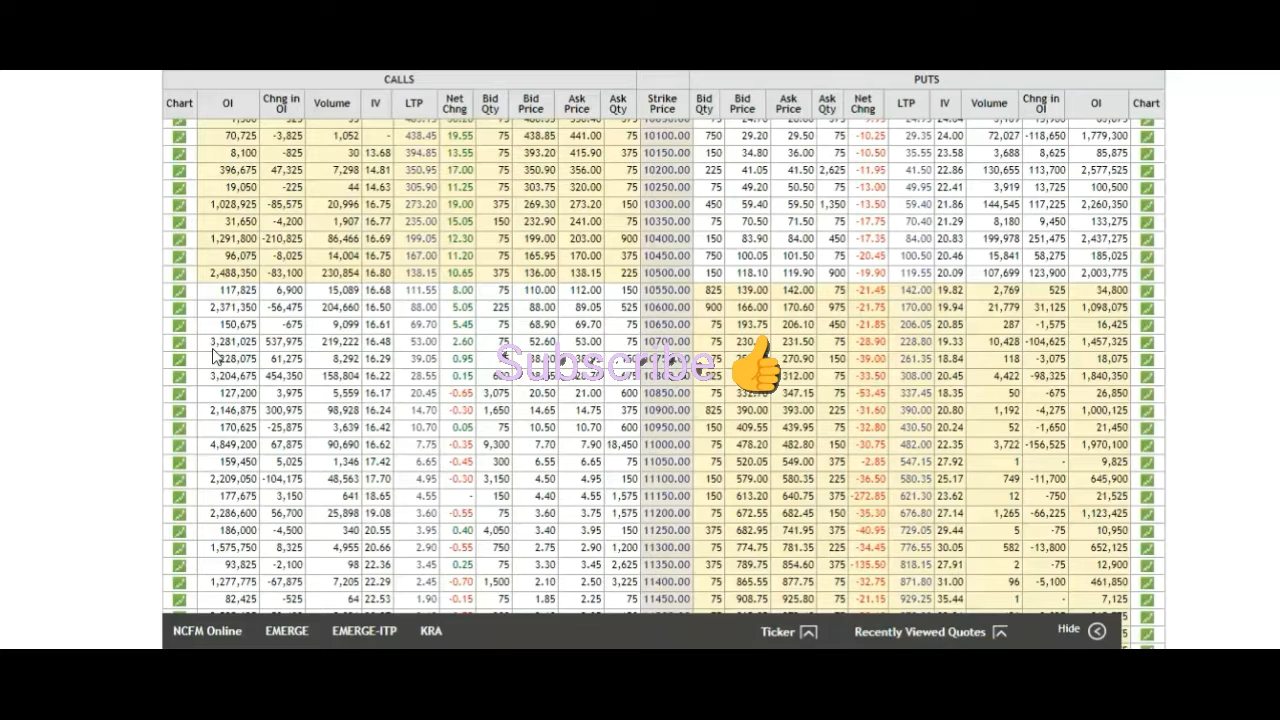 CALLS PUTS
Chart OI Chng in OI Volume IV LTP Net Chng Bid Qty Bid Price Ask Price Ask Qty Strike Price Bid Qty Bid Price Ask Price Ask Qty Net Chng LTP IV Volume Chng in OI OI Chart
70,725 -3,825 1,052 - 438.45 19.55 75 438.85 441.00 75 10100.00 750 29.20 29.50 75 -10.25 29.35 24.00 72,027 -118,650 1,779,300
8,100 -825 30 13.68 394.85 13.55 75 393.20 415.90 375 10150.00 150 34.80 36.00 75 -10.50 35.55 23.58 3,688 8,625 85,875
396,675 47,325 7,298 14.81 350.95 17.00 75 350.90 356.00 75 10200.00 225 41.05 41.50 2,625 -11.95 41.50 22.86 130,655 113,700 2,577,525
19,050 -225 44 14.63 305.90 11.25 75 303.75 320.00 75 10250.00 75 49.20 50.50 75 -13.00 49.95 22.41 3,919 13,725 100,500
1,028,925 -85,575 20,996 16.75 273.20 19.00 375 269.30 273.20 150 10300.00 450 59.40 59.50 1,350 -13.50 59.40 21.86 144,545 117,225 2,260,350
31,650 -4,200 1,907 16.77 235.00 15.05 150 232.90 241.00 75 10350.00 75 70.50 71.50 75 -17.75 70.40 21.29 8,180 9,450 133,275
1,291,800 -210,825 86,466 16.69 199.05 12.30 75 199.00 203.00 900 10400.00 150 83.90 84.00 450 -17.35 84.00 20.83 199,978 251,475 2,437,275
96,075 -8,025 14,004 16.75 167.00 11.20 75 165.95 170.00 375 10450.00 750 100.05 101.50 75 -20.45 100.50 20.46 15,841 58,275 185,025
2,488,350 -83,100 230,854 16.80 138.15 10.65 375 136.00 138.15 225 10500.00 150 118.10 119.90 900 -19.90 119.55 20.09 107,699 123,900 2,003,775
117,825 6,900 15,089 16.68 111.55 8.00 75 110.00 112.00 150 10550.00 825 139.00 142.00 75 -21.45 142.00 19.82 2,769 525 34,800
2,371,350 -56,475 204,660 16.50 88.00 5.05 225 88.00 89.05 525 10600.00 900 166.00 170.60 975 -21.75 170.00 19.94 21,779 31,125 1,098,075
150,675 -675 9,099 16.61 69.70 5.45 75 68.90 69.70 75 10650.00 75 193.75 206.10 450 -21.85 206.05 20.85 287 -1,575 16,425
3,281,025 537,975 219,222 16.48 53.00 2.60 75 52.60 53.00 75 10700.00 75 231.50 75 -28.90 228.80 19.33 10,428 -104,625 1,457,325
61,275 8,292 16.29 39.05 0.95 270.90 150 -39.00 261.35 18.84 118 -3,075 18,075
Subscribe
3,204,675 454,350 158,804 16.22 28.55 0.15 312.00 150 -33.50 308.00 20.45 4,422 -98,325 1,840,350
127,200 3,975 5,559 16.17 20.45 -0.65 3,075 20.50 21.00 600 10850.00 75 347.15 75 -53.45 337.45 18.35 50 -675 26,850
2,146,875 300,975 98,928 16.24 14.70 -0.30 1,650 14.65 14.75 375 10900.00 825 390.00 393.00 225 -31.60 390.00 20.80 1,192 -4,275 1,000,125
170,625 -25,875 3,639 16.42 10.70 0.05 75 10.50 10.70 600 10950.00 150 409.55 439.95 75 -32.80 430.50 20.24 52 -1,650 21,450
4,849,200 67,875 90,690 16.62 7.75 -0.35 9,300 7.70 7.90 18,450 11000.00 75 478.20 482.80 150 -30.75 482.00 22.35 3,722 -156,525 1,970,100
159,450 5,025 1,346 17.42 6.65 -0.45 300 6.55 6.65 75 11050.00 75 520.05 549.00 375 -2.85 547.15 27.92 1 - 9,825
2,209,050 -104,175 48,563 17.70 4.95 -0.30 3,150 4.50 4.95 150 11100.00 75 579.00 580.35 225 -36.50 580.35 25.17 749 -11,700 645,900
177,675 3,150 641 18.65 4.55 - 150 4.40 4.55 1,575 11150.00 150 613.20 640.75 375 -272.85 621.30 23.62 12 -750 21,525
2,286,600 56,700 25,898 19.08 3.60 -0.55 75 3.60 3.75 1,575 11200.00 75 672.55 682.45 150 -35.30 676.80 27.14 1,265 -66,225 1,123,425
186,000 -4,500 340 20.55 3.95 0.40 4,050 3.40 3.95 150 11250.00 375 682.95 741.95 375 -40.95 729.05 29.44 5 -75 10,950
1,575,750 8,325 4,955 20.66 2.90 -0.55 750 2.75 2.90 1,200 11300.00 75 774.75 781.35 225 -34.45 776.55 30.05 582 -13,800 652,125
93,825 -2,100 98 22.36 3.45 0.25 75 3.30 3.45 2,625 11350.00 375 789.75 854.60 375 -135.50 818.15 27.91 2 -75 12,900
1,277,775 -67,875 7,205 22.29 2.45 -0.70 1,500 2.10 2.50 3,225 11400.00 75 865.55 877.75 75 -32.75 871.80 31.00 96 -5,100 461,850
82,425 -525 64 22.53 1.90 -0.15 75 1.85 2.25 75 11450.00 75 908.75 925.80 75 -21.15 929.25 35.44 1 - 7,125
NCFM Online EMERGE EMERGE-ITP KRA Ticker Recently Viewed Quotes Hide